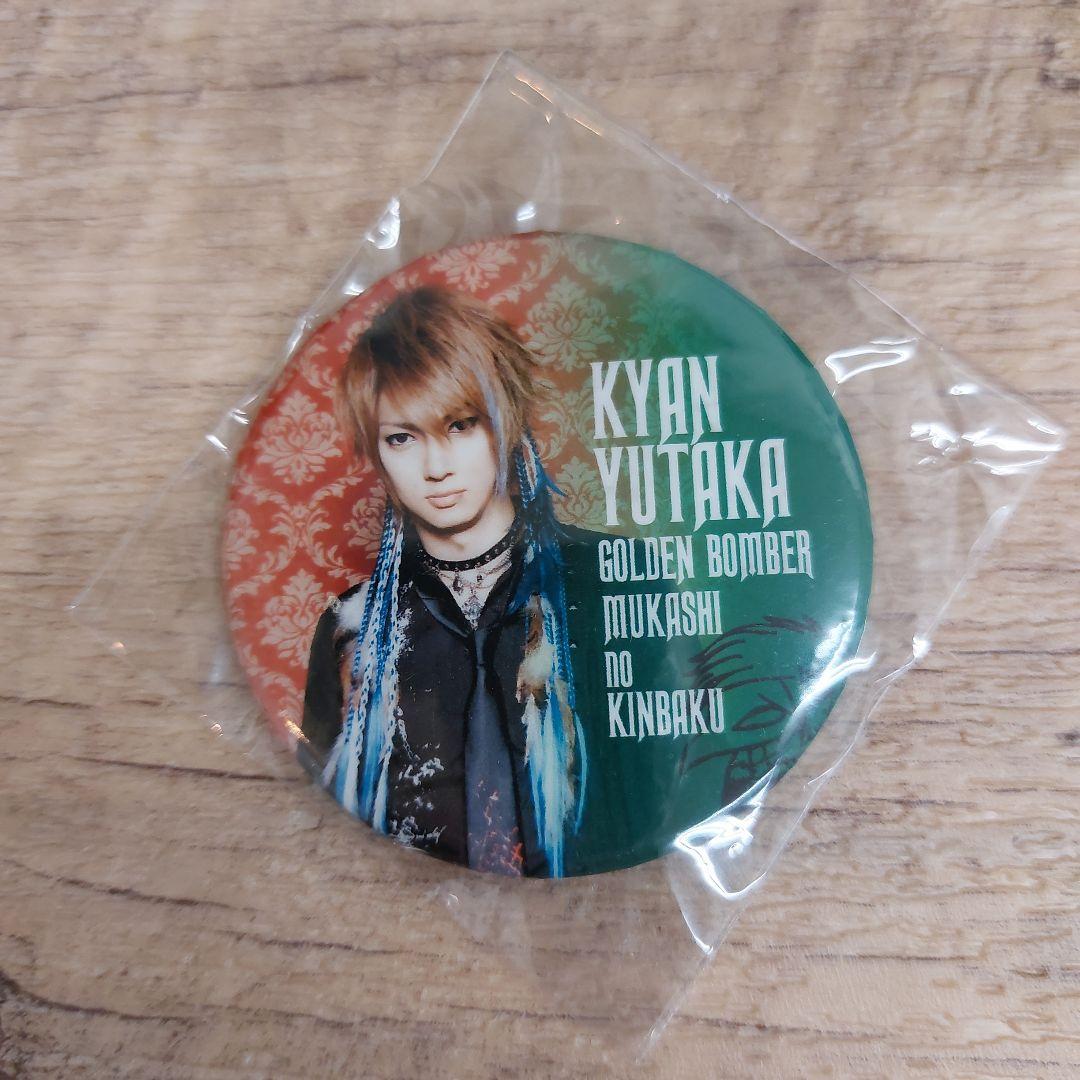 KYAN
YUTAKA
GOLDEN BOMBER
MUKASHI
no
KINBAKU